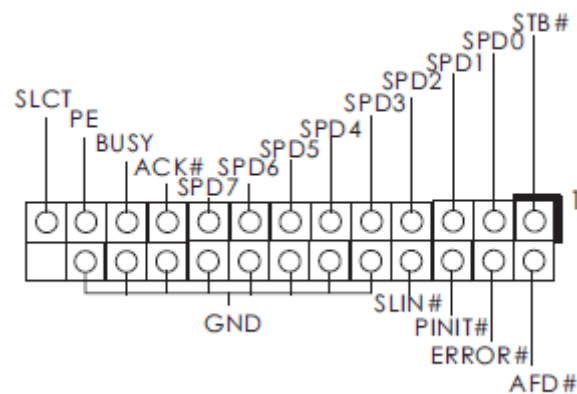 STB#
SPD0
SPD1
SPD2
SPD3
SPD4
SPD5
SPD6
SPD7
ACK#
BUSY
PE
SLCT
1
GND
SLIN#
PINIT#
ERROR#
AFD#